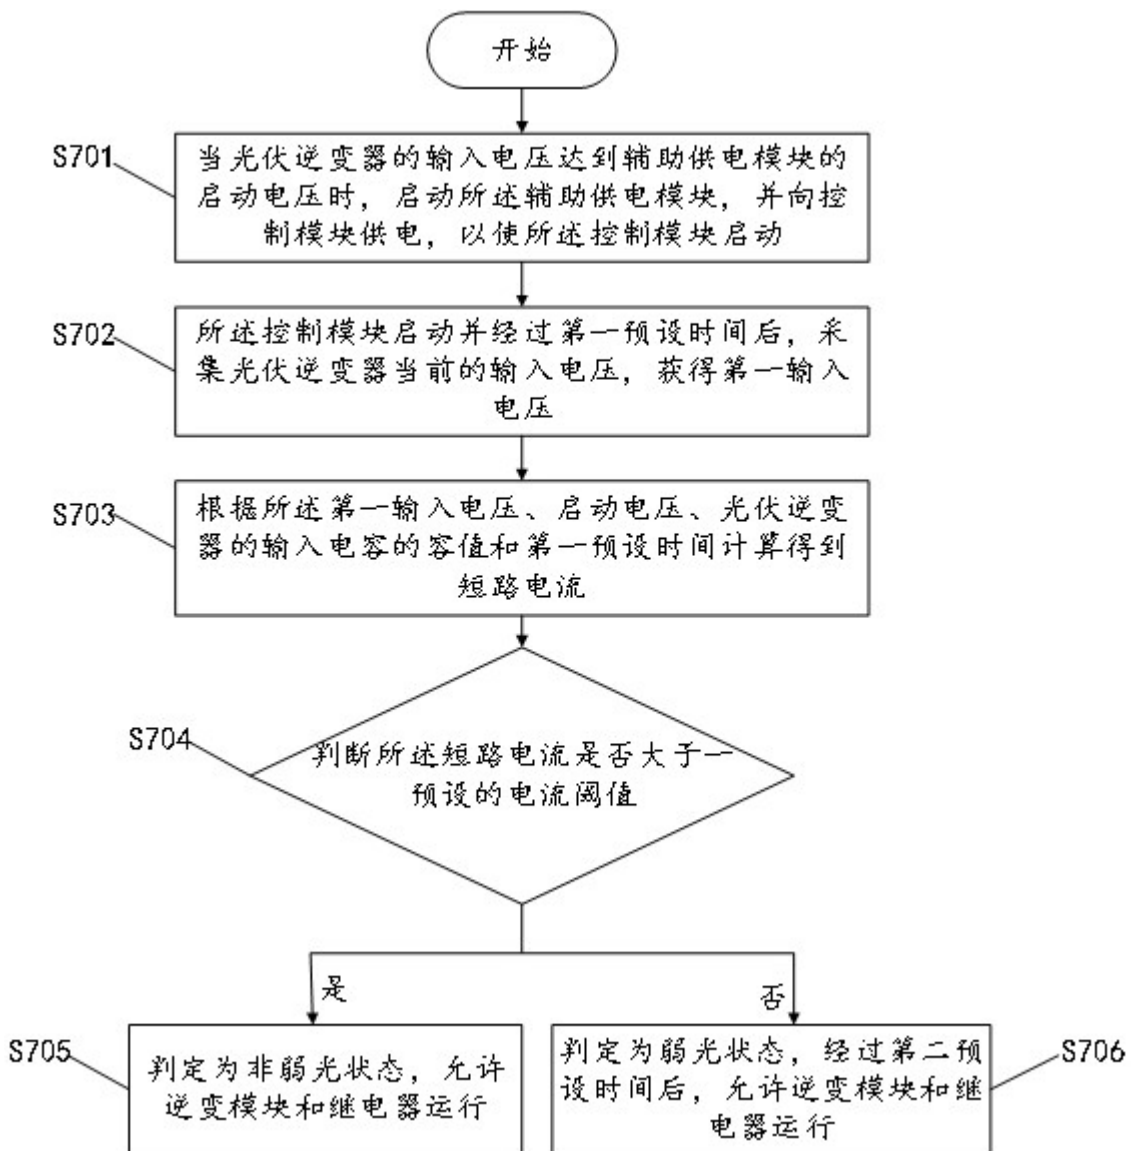 开始
S701
当光伏逆变器的输入电压达到辅助供电模块的
启动电压时，启动所述辅助供电模块，并向控
制模块供电，以使所述控制模块启动
S702
所述控制模块启动并经过第一预设时间后，采
集光伏逆变器当前的输入电压，获得第一输入
电压
S703
根据所述第一输入电压、启动电压、光伏逆变
器的输入电容的容值和第一预设时间计算得到
短路电流
S704
判断所述短路电流是否大于一
预设的电流阈值
是
否
S705
判定为非弱光状态，允许
逆变模块和继电器运行
判定为弱光状态，经过第二预
设时间后，允许逆变模块和继
电器运行
S706